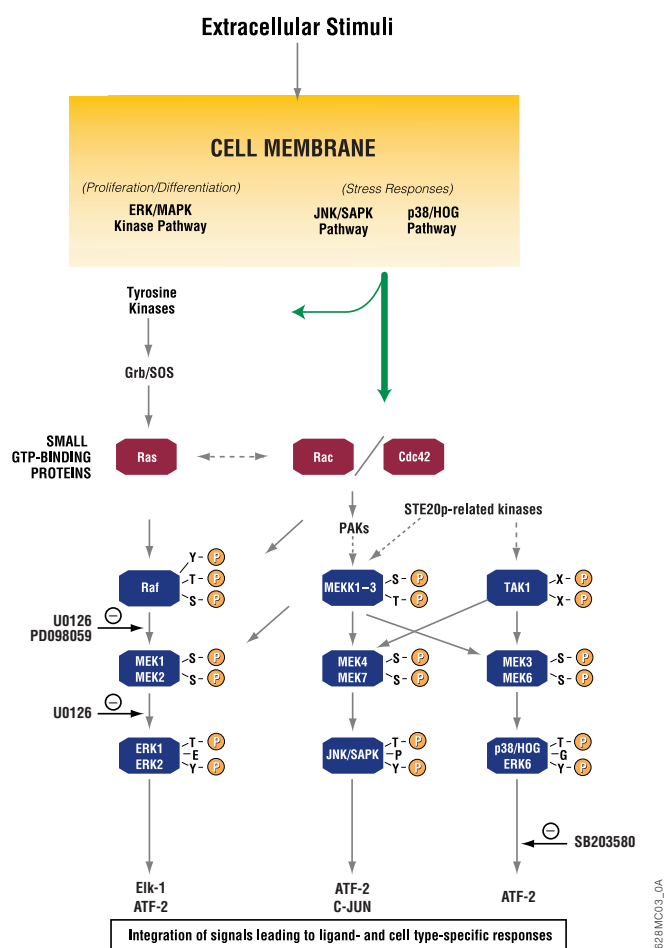 Extracellular Stimuli
CELL MEMBRANE
(Proliferation/Differentiation)
ERK/MAPK
Kinase Pathway
(Stress Responses)
JNK/SAPK
Pathway
p38/HOG
Pathway
Tyrosine
Kinases
Grb/SOS
SMALL
GTP-BINDING
PROTEINS
Ras
Rac
Cdc42
PAKs
STE20p-related kinases
Raf
Y- P
T- P
S- P
MEKK1–3
S- P
T- P
TAK1
X- P
X- P
U0126
PD098059
MEK1
MEK2
S- P
S- P
MEK4
MEK7
S- P
S- P
MEK3
MEK6
S- P
S- P
U0126
ERK1
ERK2
T- P
E
Y- P
JNK/SAPK
T- P
P
Y- P
p38/HOG
ERK6
T- P
G
Y- P
SB203580
Elk-1
ATF-2
ATF-2
C-JUN
ATF-2
Integration of signals leading to ligand- and cell type-specific responses
628MC03_0A